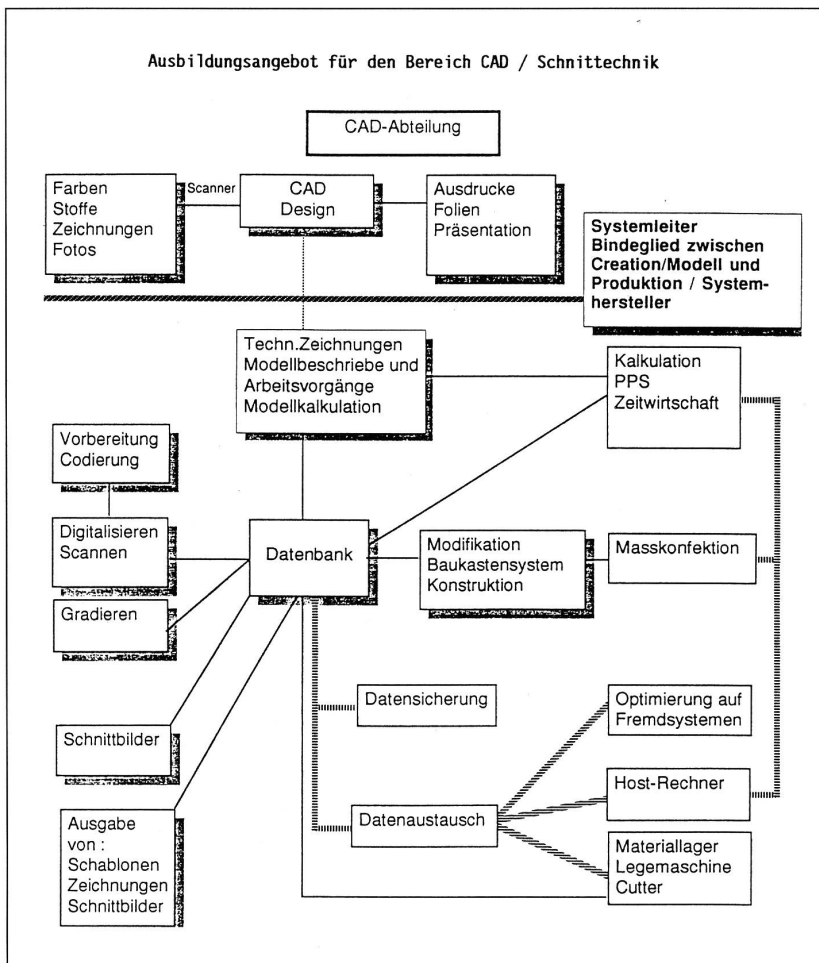 Ausbildungsangebot für den Bereich CAD / Schnittechnik
CAD-Abteilung
Farben
Stoffe
Zeichnungen
Fotos
Scanner
CAD
Design
Ausdrucke
Folien
Präsentation
Systemleiter
Bindeglied zwischen
Creation/Modell und
Produktion / System-
hersteller
Techn.Zeichnungen
Modellbeschriebe und
Arbeitsvorgänge
Modellkalkulation
Kalkulation
PPS
Zeitwirtschaft
Vorbereitung
Codierung
Digitalisieren
Scannen
Datenbank
Modifikation
Baukastensystem
Konstruktion
Masskonfektion
Gradieren
Datensicherung
Optimierung auf
Fremdsystemen
Schnittbilder
Host-Rechner
Datenaustausch
Ausgabe
von :
Schablonen
Zeichnungen
Schnittbilder
Materiallager
Legemaschine
Cutter